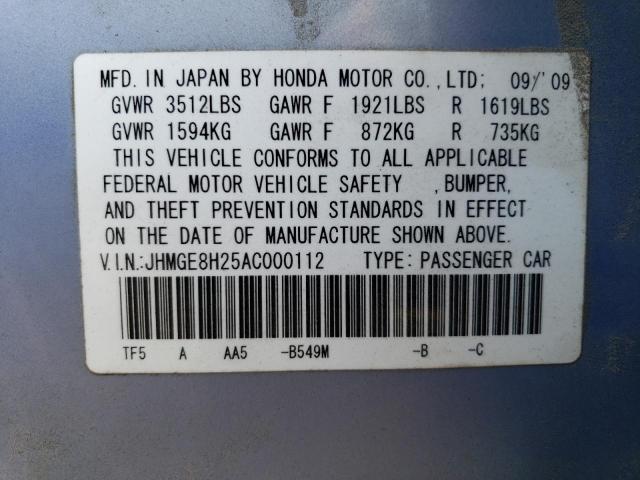 MFD. IN JAPAN BY HONDA MOTOR CO.,LTD; 09/'09
GVWR 3512LBS GAWR F 1921LBS R 1619LBS
GVWR 1594KG GAWR F 872KG R 735KG
THIS VEHICLE CONFORMS TO ALL APPLICABLE
FEDERAL MOTOR VEHICLE SAFETY ,BUMPER,
AND THEFT PREVENTION STANDARDS IN EFFECT
ON THE DATE OF MANUFACTURE SHOWN ABOVE.
V.I.N.:JHMGE8H25AC000112 TYPE: PASSENGER CAR
TF5 A AA5 -B549M -B -C